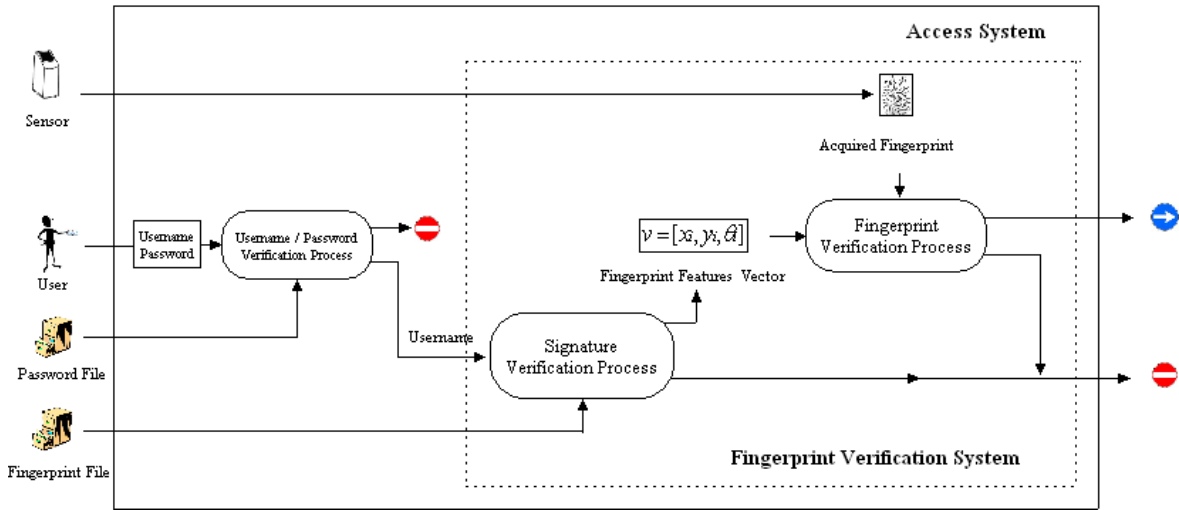 Access System
Sensor
Acquired Fingerprint
User
Username
Password
Username / Password
Verification Process
v = [xi, yi, θi]
Fingerprint Features Vector
Fingerprint
Verification Process
Password File
Username
Signature
Verification Process
Fingerprint File
Fingerprint Verification System